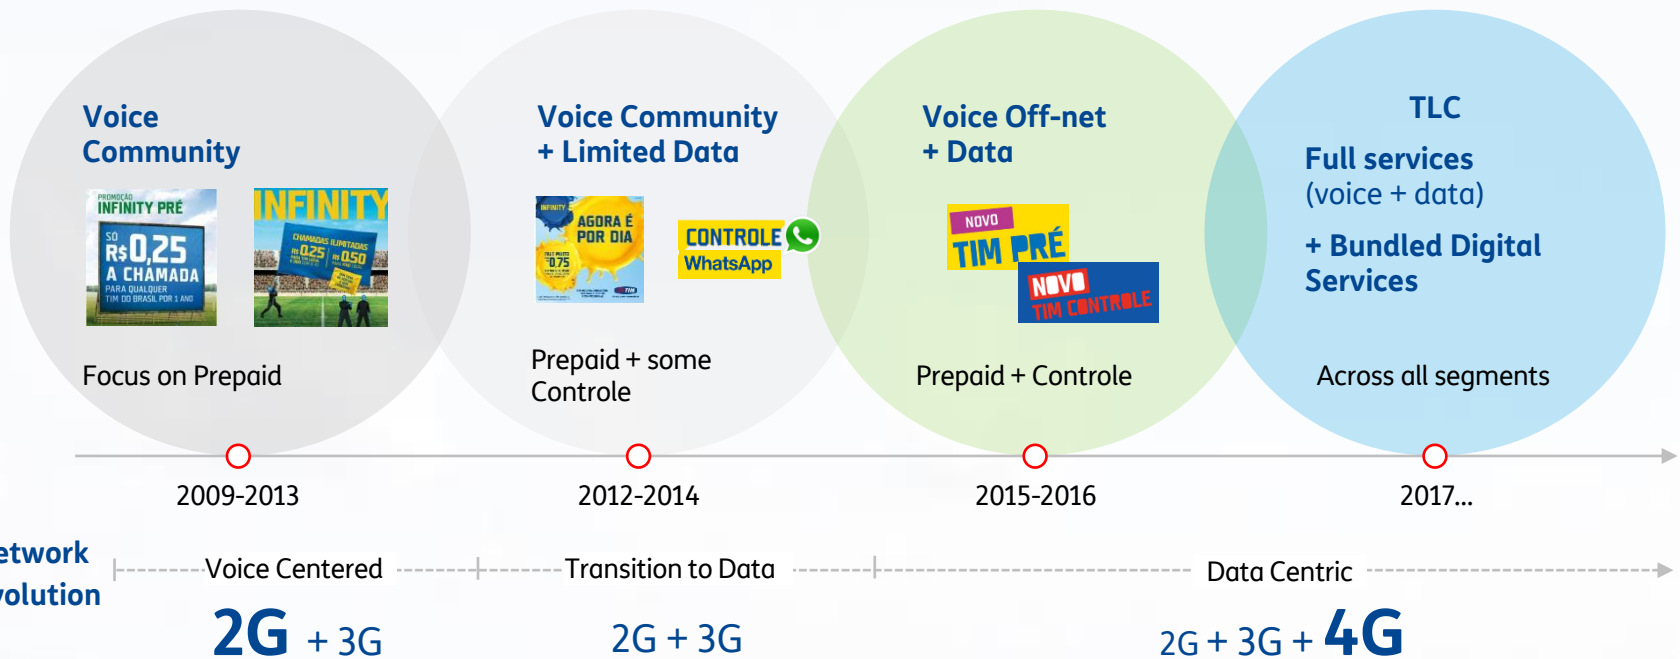 Voice
Community
PROMOÇÃO
INFINITY PRÉ
SÓ
R$0,25
A CHAMADA
PARA QUALQUER
TIM DO BRASIL POR 1 ANO
INFINITY
CHAMADAS ILIMITADAS
R$ 0,25
R$ 0,50
Focus on Prepaid
Voice Community
+ Limited Data
INFINITY
AGORA É
POR DIA
0,75
TIM
CONTROLE
WhatsApp
Prepaid + some
Controle
Voice Off-net
+ Data
NOVO
TIM PRÉ
NOVO
TIM CONTROLE
Prepaid + Controle
TLC
Full services
(voice + data)
+ Bundled Digital
Services
Across all segments
2009-2013
2012-2014
2015-2016
2017...
etwork
volution
Voice Centered
Transition to Data
Data Centric
2G + 3G
2G + 3G
2G + 3G + 4G